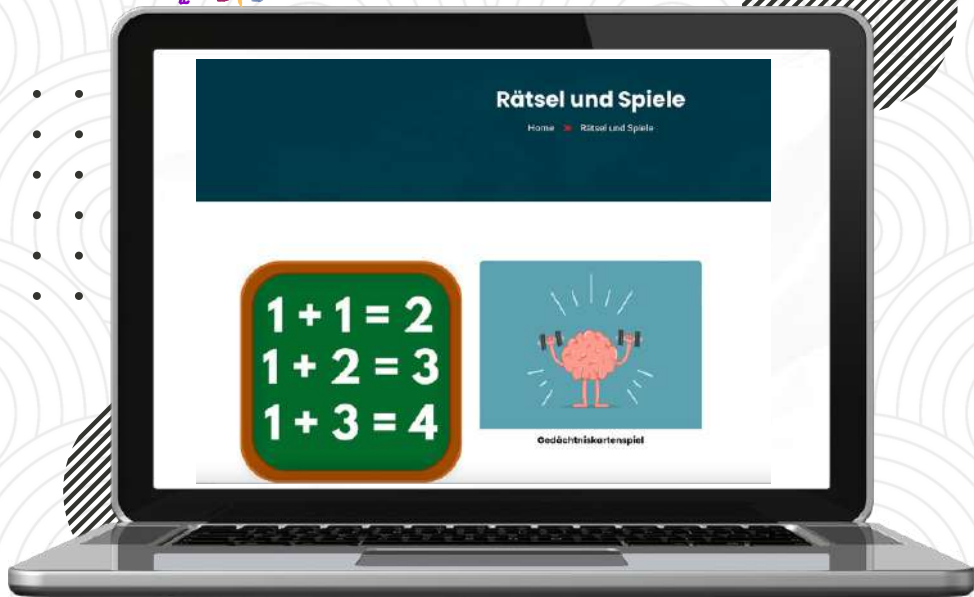 Rätsel und Spiele
Home » Rätsel und Spiele
1 + 1 = 2
1 + 2 = 3
1 + 3 = 4
Gedächtniskartenspiel